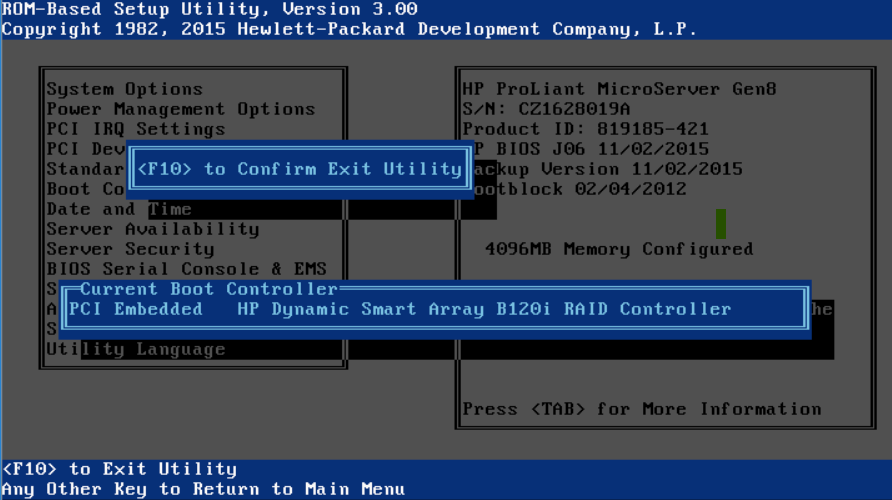 ROM-Based Setup Utility, Version 3.00
Copyright 1982, 2015 Hewlett-Packard Development Company, L.P.
System Options
Power Management Options
PCI IRQ Settings
PCI Dev
Standar
Boot Co
Date and Time
Server Availability
Server Security
BIOS Serial Console & EMS
S
A
S
Utility Language
<F10> to Confirm Exit Utility
HP ProLiant MicroServer Gen8
S/N: CZ1628019A
Product ID: 819185-421
P BIOS J06 11/02/2015
ackup Version 11/02/2015
ootblock 02/04/2012
4096MB Memory Configured
Current Boot Controller
PCI Embedded HP Dynamic Smart Array B120i RAID Controller
he
Press <TAB> for More Information
<F10> to Exit Utility
Any Other Key to Return to Main Menu